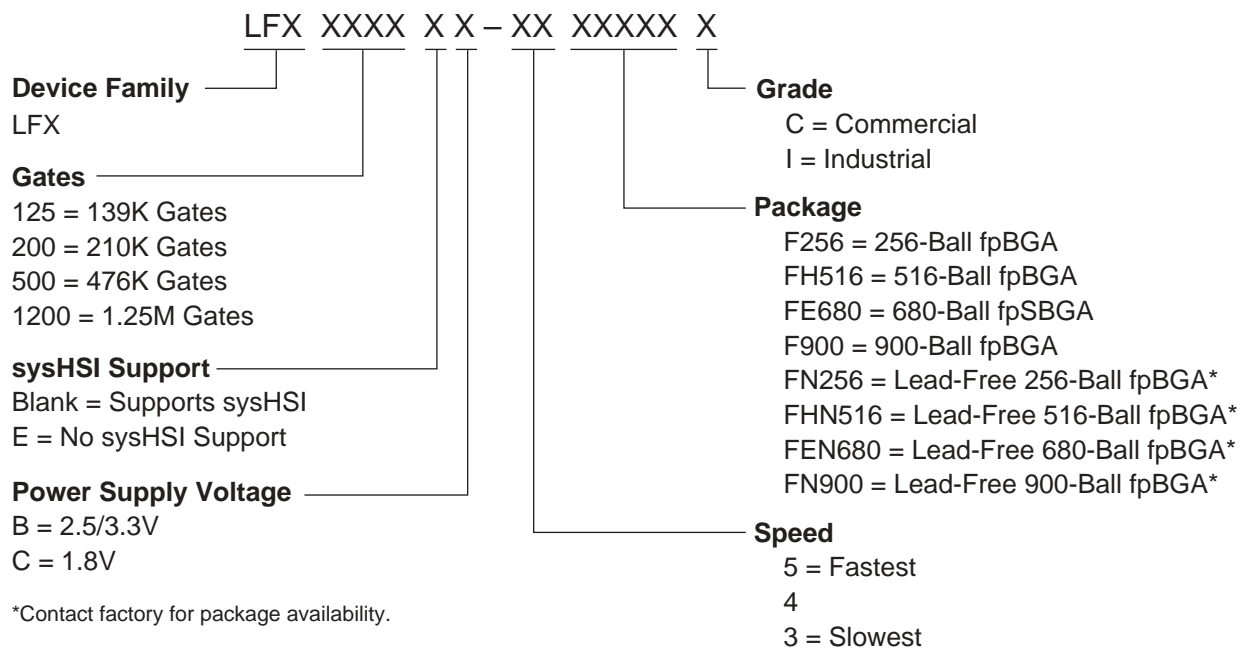 LFX XXXX X X – XX XXXXX X
Device Family
LFX
Gates
125 = 139K Gates
200 = 210K Gates
500 = 476K Gates
1200 = 1.25M Gates
sysHSI Support
Blank = Supports sysHSI
E = No sysHSI Support
Power Supply Voltage
B = 2.5/3.3V
C = 1.8V
*Contact factory for package availability.
Grade
C = Commercial
I = Industrial
Package
F256 = 256-Ball fpBGA
FH516 = 516-Ball fpBGA
FE680 = 680-Ball fpSBGA
F900 = 900-Ball fpBGA
FN256 = Lead-Free 256-Ball fpBGA*
FHN516 = Lead-Free 516-Ball fpBGA*
FEN680 = Lead-Free 680-Ball fpBGA*
FN900 = Lead-Free 900-Ball fpBGA*
Speed
5 = Fastest
4
3 = Slowest